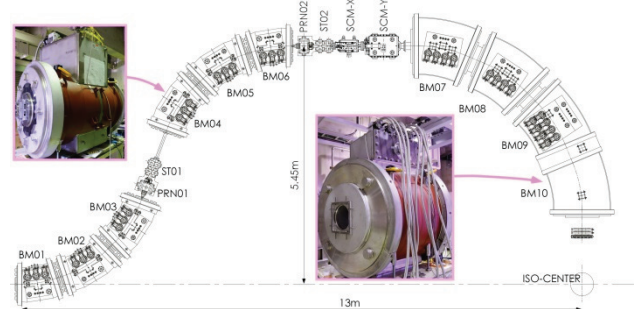 PRN02
ST02
SCM-X
SCM-Y
BM06
BM05
BM04
BM07
BM08
BM09
BM10
ST01
PRN01
BM03
BM02
BM01
5.45m
ISO-CENTER
13m